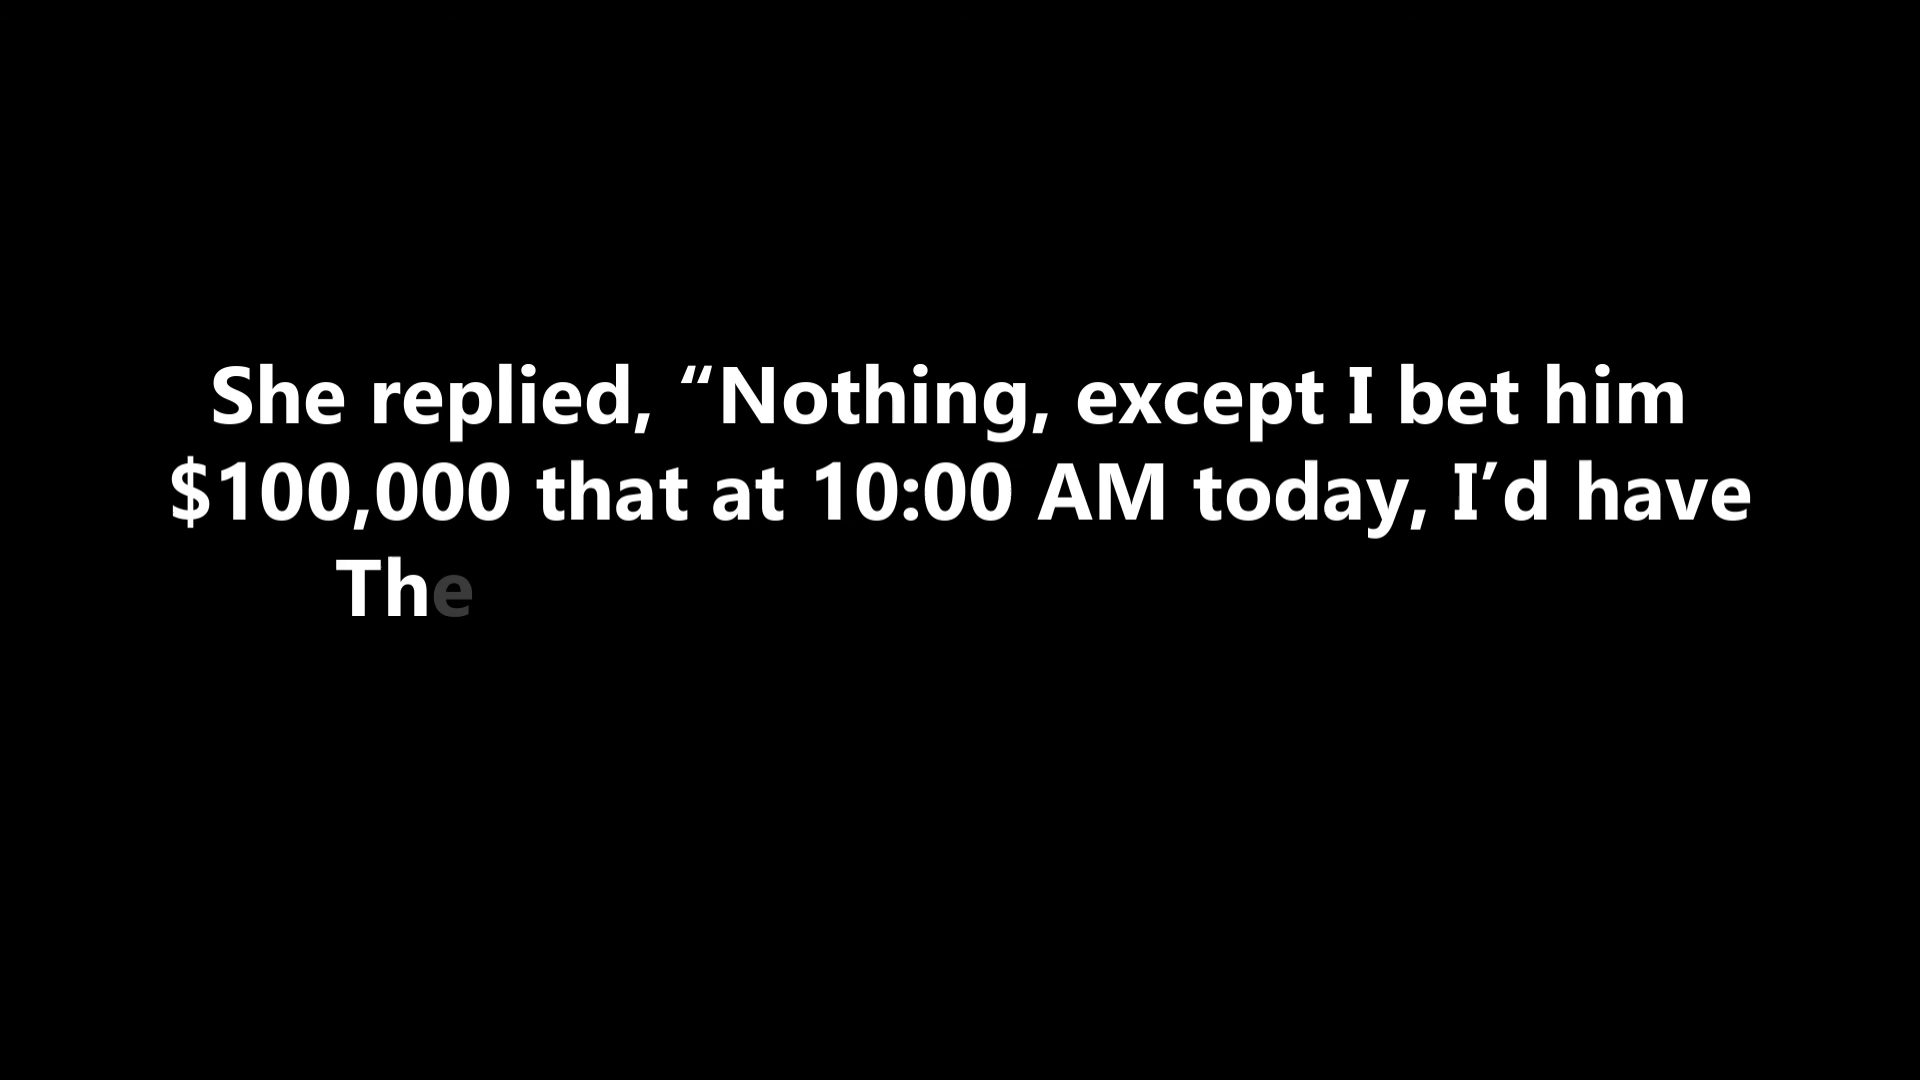 She replied, “Nothing, except I bet him
$100,000 that at 10:00 AM today, I’d have
The